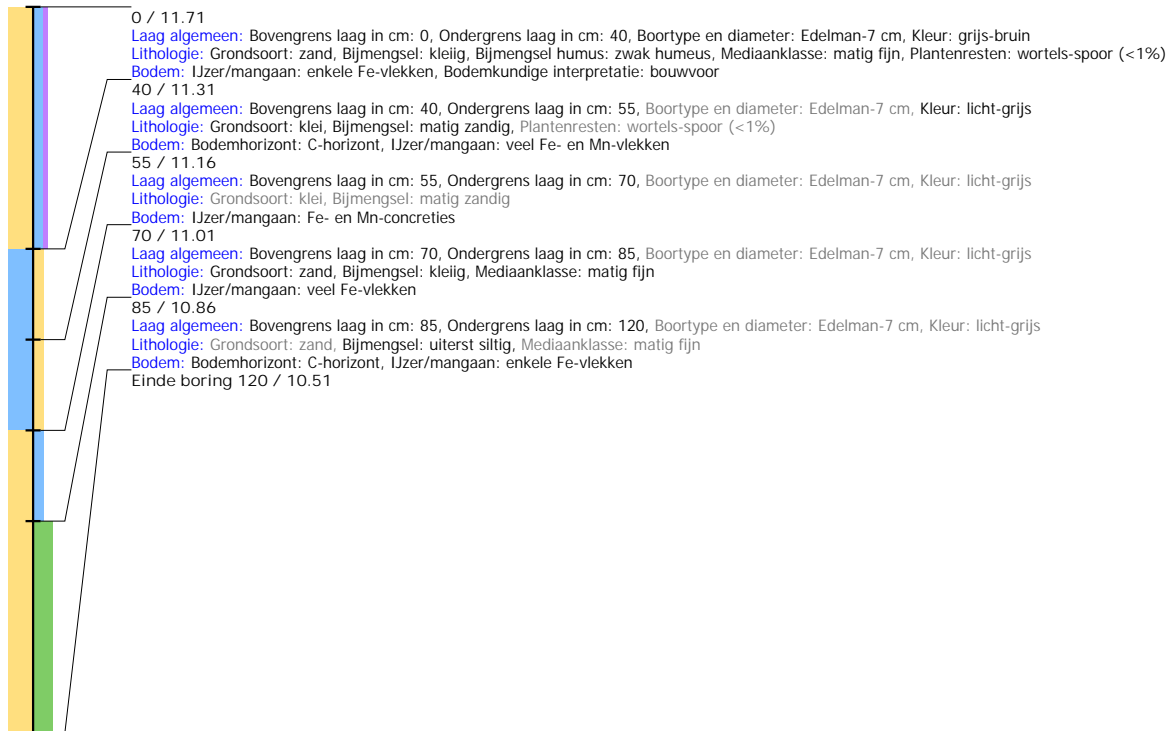 0 / 11.71
Laag algemeen: Bovengrens laag in cm: 0, Ondergrens laag in cm: 40, Boortype en diameter: Edelman-7 cm, Kleur: grijs-bruin
Lithologie: Grondsoort: zand, Bijmengsel: kleiig, Bijmengsel humus: zwak humeus, Mediaanklasse: matig fijn, Plantenresten: wortels-spoor (<1%)
Bodem: IJzer/mangaan: enkele Fe-vlekken, Bodemkundige interpretatie: bouwvoor
40 / 11.31
Laag algemeen: Bovengrens laag in cm: 40, Ondergrens laag in cm: 55, Boortype en diameter: Edelman-7 cm, Kleur: licht-grijs
Lithologie: Grondsoort: klei, Bijmengsel: matig zandig, Plantenresten: wortels-spoor (<1%)
Bodem: Bodemhorizont: C-horizont, IJzer/mangaan: veel Fe- en Mn-vlekken
55 / 11.16
Laag algemeen: Bovengrens laag in cm: 55, Ondergrens laag in cm: 70, Boortype en diameter: Edelman-7 cm, Kleur: licht-grijs
Lithologie: Grondsoort: klei, Bijmengsel: matig zandig
Bodem: IJzer/mangaan: Fe- en Mn-concreties
70 / 11.01
Laag algemeen: Bovengrens laag in cm: 70, Ondergrens laag in cm: 85, Boortype en diameter: Edelman-7 cm, Kleur: licht-grijs
Lithologie: Grondsoort: zand, Bijmengsel: kleiig, Mediaanklasse: matig fijn
Bodem: IJzer/mangaan: veel Fe-vlekken
85 / 10.86
Laag algemeen: Bovengrens laag in cm: 85, Ondergrens laag in cm: 120, Boortype en diameter: Edelman-7 cm, Kleur: licht-grijs
Lithologie: Grondsoort: zand, Bijmengsel: uiterst siltig, Mediaanklasse: matig fijn
Bodem: Bodemhorizont: C-horizont, IJzer/mangaan: enkele Fe-vlekken
Einde boring 120 / 10.51